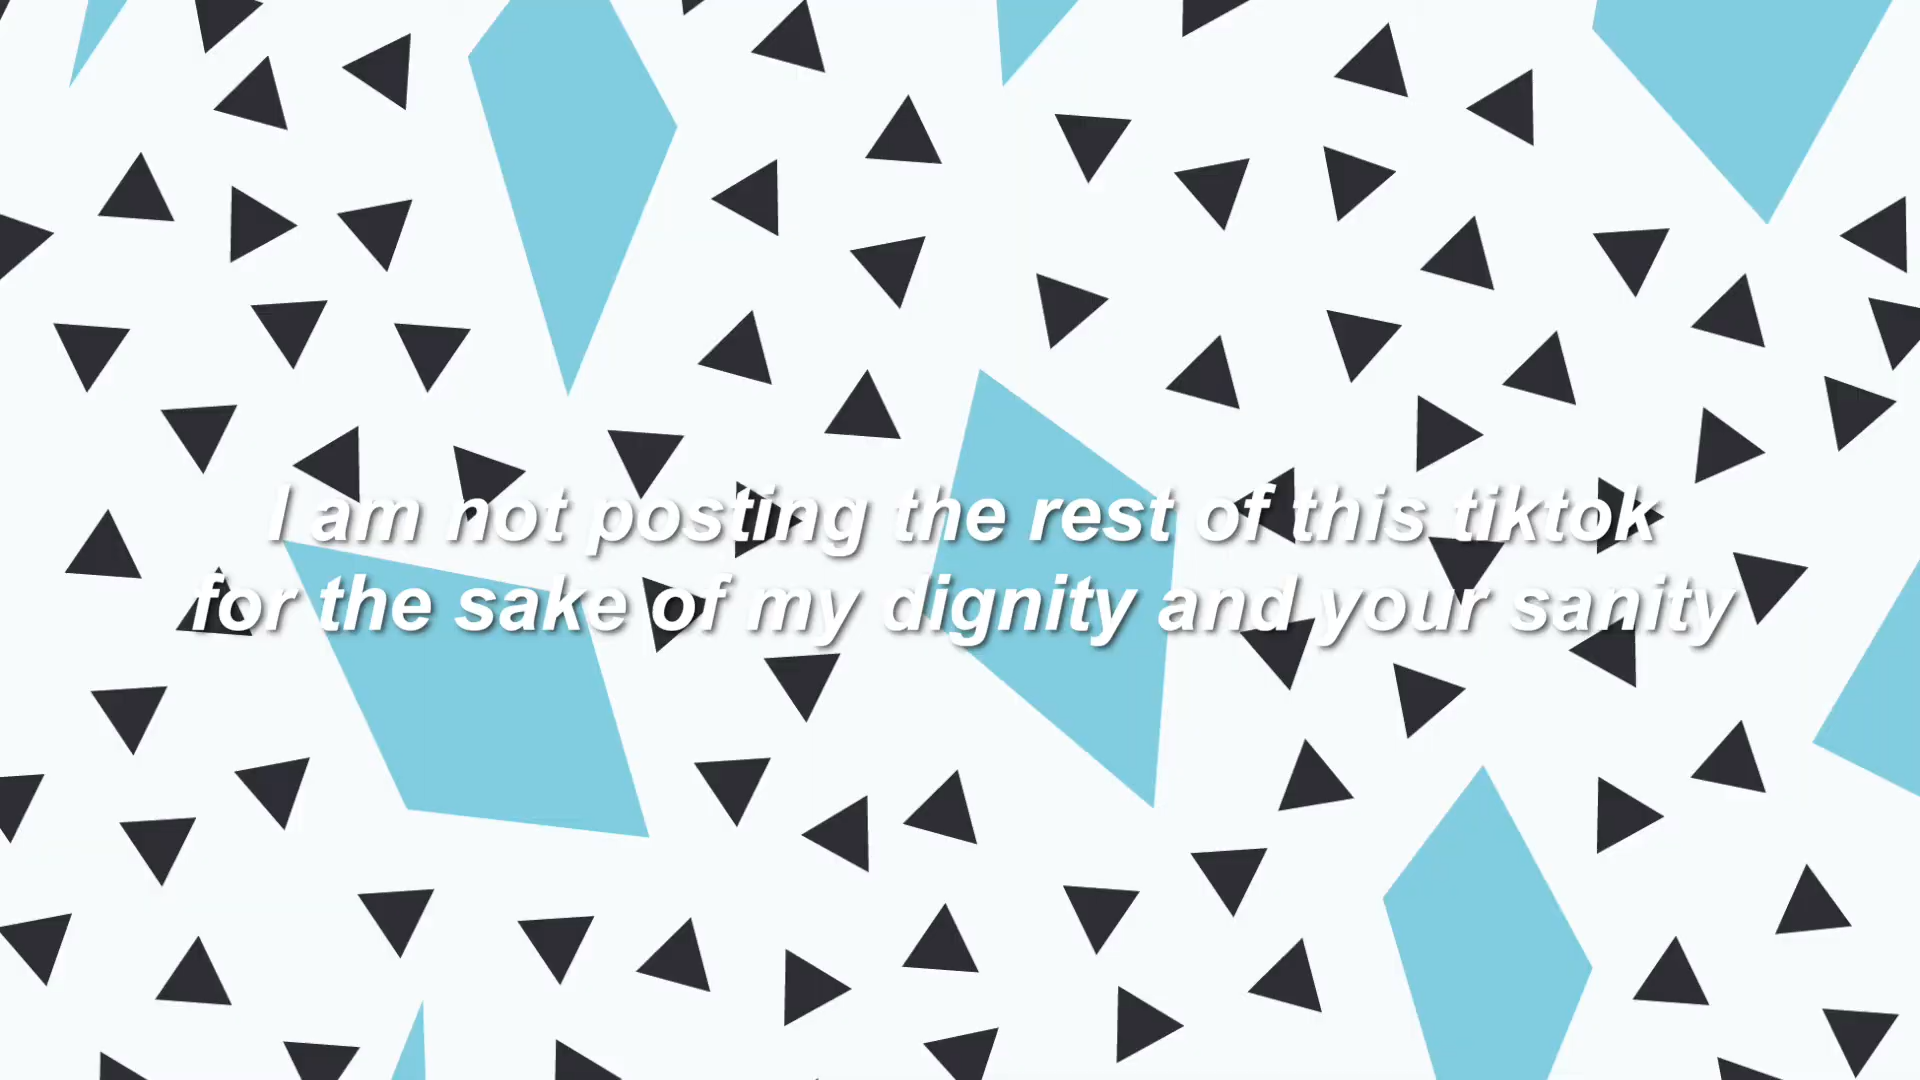 I am not posting the rest of this tiktok
for the sake of my dignity and your sanity